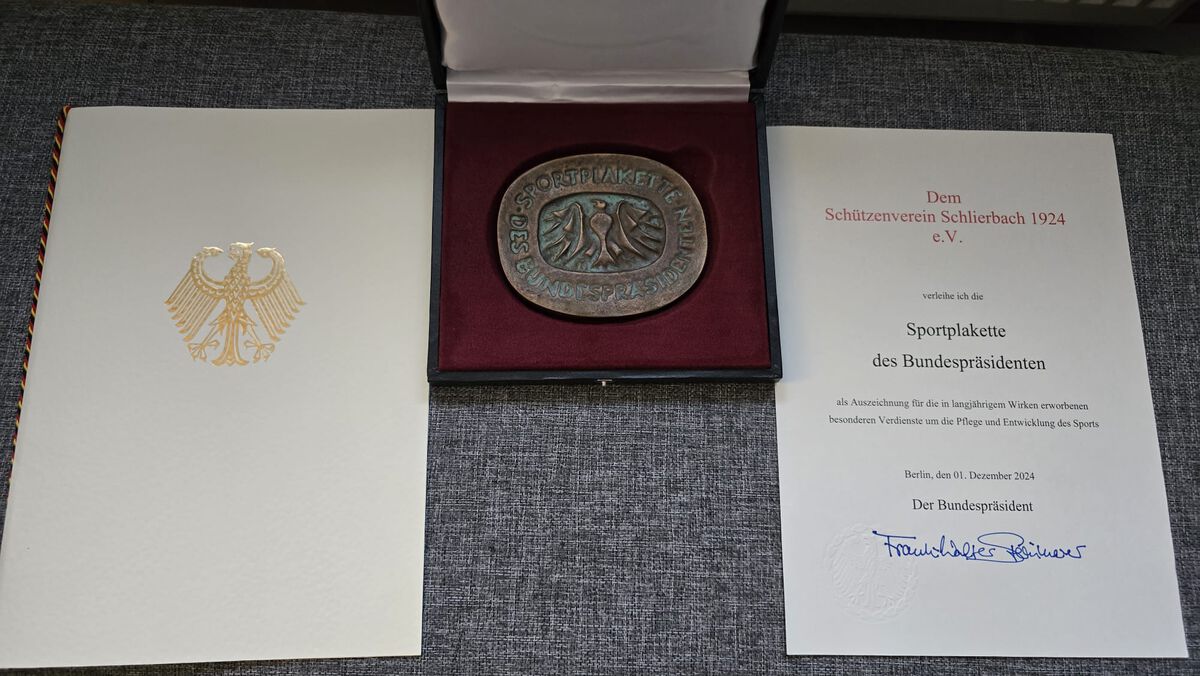 SPORTPLAKETTE
DES BUNDESPRÄSIDENTEN
Dem
Schützenverein Schlierbach 1924
e.V.
verleihe ich die
Sportplakette
des Bundespräsidenten
als Auszeichnung für die in langjährigem Wirken erworbenen
besonderen Verdienste um die Pflege und Entwicklung des Sports
Berlin, den 01. Dezember 2024
Der Bundespräsident